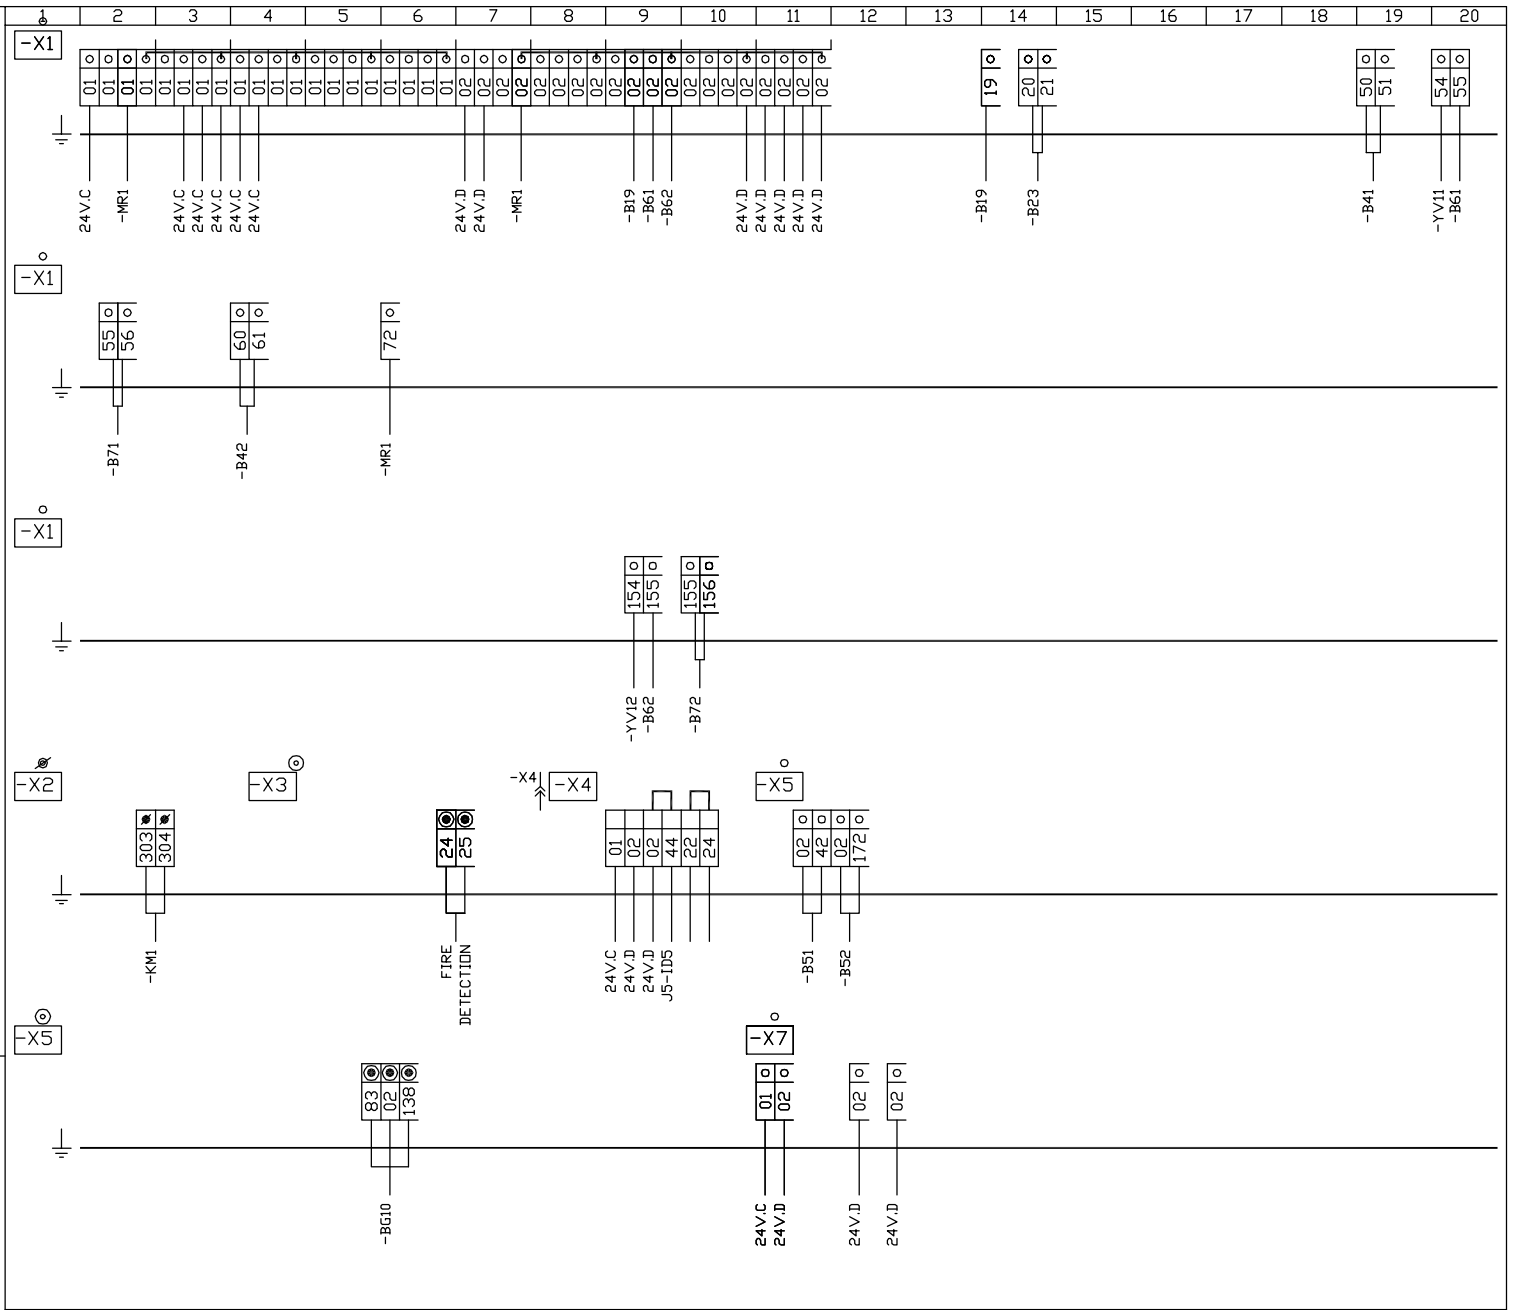 1 2 3 4 5 6 7 8 9 10 11 12 13 14 15 16 17 18 19 20
-X1
01 01 01 01 01 01 01 01 01 01 01 01 01 01 01 01 01 01 01 01 02 02 02 02 02 02 02 02 02 02 02 02 02 02 02 02 02 02 02 02 19 20 21 50 51 54 55
24V.C -MR1 24V.C 24V.C 24V.C 24V.C 24V.C 24V.D 24V.D -MR1 -B19 -B61 -B62 24V.D 24V.D 24V.D 24V.D 24V.D -B19 -B23 -B41 -YV11 -B61
-X1
55 56 60 61 72
-B71 -B42 -MR1
-X1
154 155 155 156
-YV12 -B62 -B72
-X2 -X3 -X4 -X4 -X5
303 304 24 25 01 02 02 44 22 24 02 42 02 172
-KM1 FIRE DETECTION 24V.C 24V.D 24V.D J5-ID5 -B51 -B52
-X5 -X7
83 02 138 01 02 02 02
-BG10 24V.C 24V.D 24V.D 24V.D